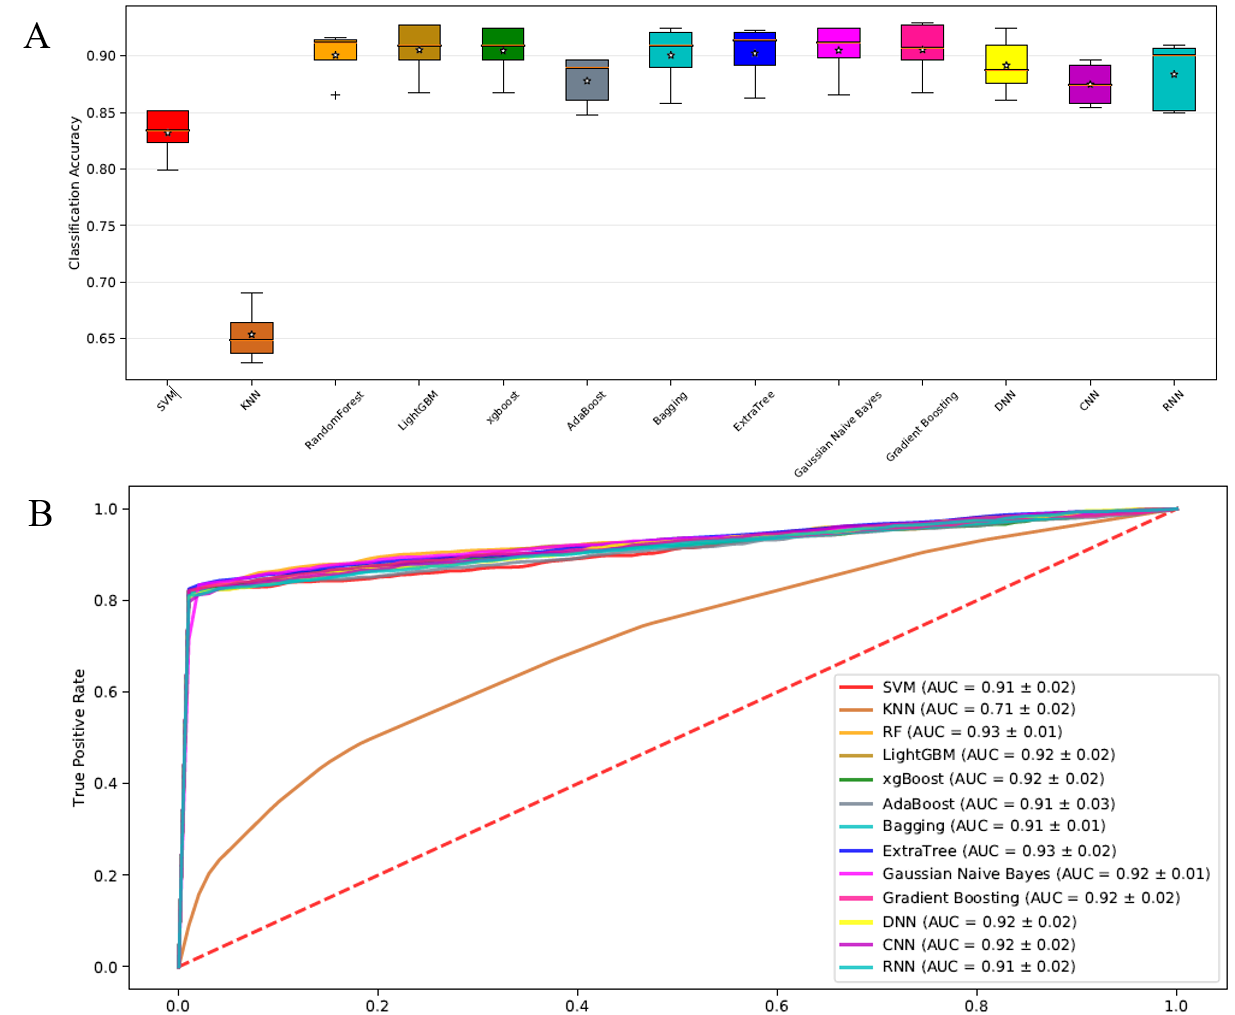 A
Classification Accuracy
0.90
0.85
0.80
0.75
0.70
0.65
SVM
KNN
RandomForest
LightGBM
xgboost
AdaBoost
Bagging
ExtraTree
Gaussian Naive Bayes
Gradient Boosting
DNN
CNN
RNN
B
True Positive Rate
1.0
0.8
0.6
0.4
0.2
0.0
SVM (AUC = 0.91 ± 0.02)
KNN (AUC = 0.71 ± 0.02)
RF (AUC = 0.93 ± 0.01)
LightGBM (AUC = 0.92 ± 0.02)
xgBoost (AUC = 0.92 ± 0.02)
AdaBoost (AUC = 0.91 ± 0.03)
Bagging (AUC = 0.91 ± 0.01)
ExtraTree (AUC = 0.93 ± 0.02)
Gaussian Naive Bayes (AUC = 0.92 ± 0.01)
Gradient Boosting (AUC = 0.92 ± 0.02)
DNN (AUC = 0.92 ± 0.02)
CNN (AUC = 0.92 ± 0.02)
RNN (AUC = 0.91 ± 0.02)
0.0 0.2 0.4 0.6 0.8 1.0